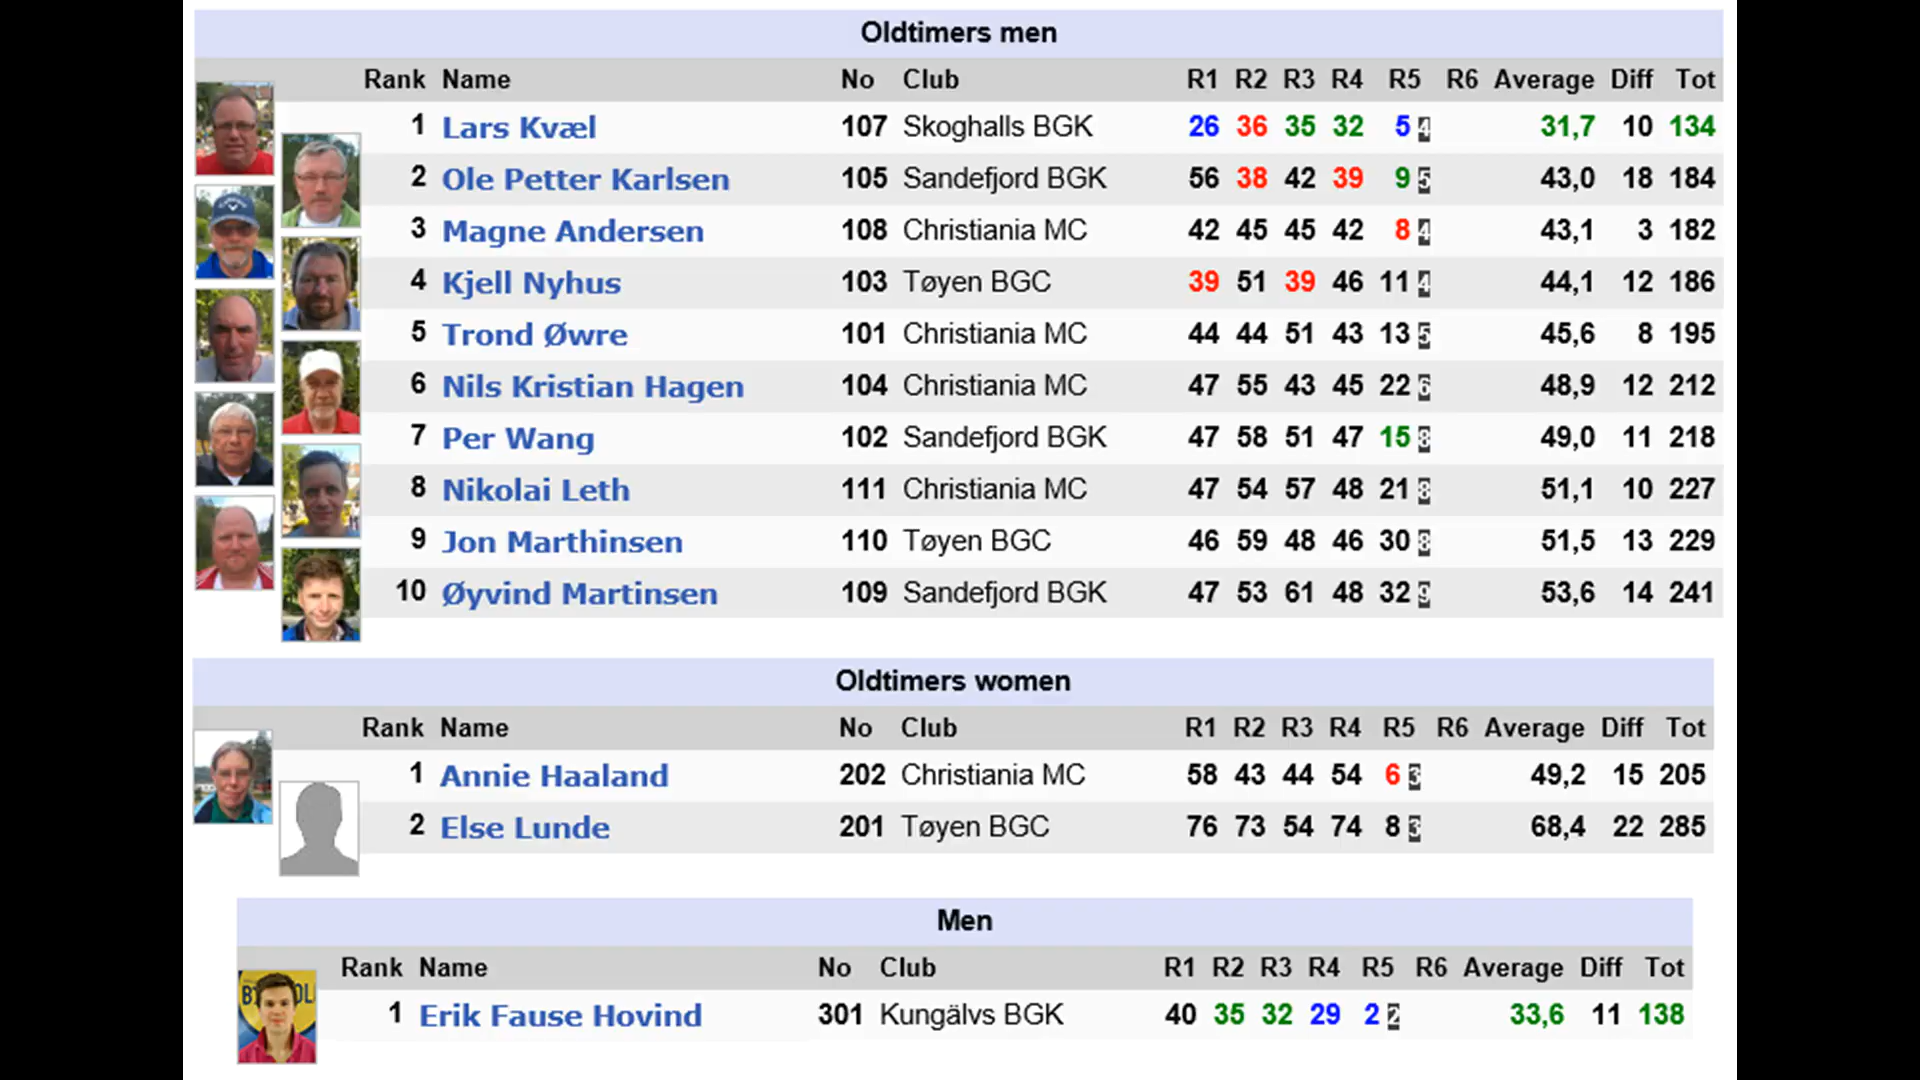 Oldtimers men
Rank Name No Club R1 R2 R3 R4 R5 R6 Average Diff Tot
1 Lars Kvæl 107 Skoghalls BGK 26 36 35 32 5 4 31,7 10 134
2 Ole Petter Karlsen 105 Sandefjord BGK 56 38 42 39 9 5 43,0 18 184
3 Magne Andersen 108 Christiania MC 42 45 45 42 8 4 43,1 3 182
4 Kjell Nyhus 103 Tøyen BGC 39 51 39 46 11 4 44,1 12 186
5 Trond Øwre 101 Christiania MC 44 44 51 43 13 5 45,6 8 195
6 Nils Kristian Hagen 104 Christiania MC 47 55 43 45 22 6 48,9 12 212
7 Per Wang 102 Sandefjord BGK 47 58 51 47 15 8 49,0 11 218
8 Nikolai Leth 111 Christiania MC 47 54 57 48 21 8 51,1 10 227
9 Jon Marthinsen 110 Tøyen BGC 46 59 48 46 30 8 51,5 13 229
10 Øyvind Martinsen 109 Sandefjord BGK 47 53 61 48 32 9 53,6 14 241
Oldtimers women
Rank Name No Club R1 R2 R3 R4 R5 R6 Average Diff Tot
1 Annie Haaland 202 Christiania MC 58 43 44 54 6 3 49,2 15 205
2 Else Lunde 201 Tøyen BGC 76 73 54 74 8 3 68,4 22 285
Men
Rank Name No Club R1 R2 R3 R4 R5 R6 Average Diff Tot
1 Erik Fause Hovind 301 Kungälvs BGK 40 35 32 29 2 2 33,6 11 138